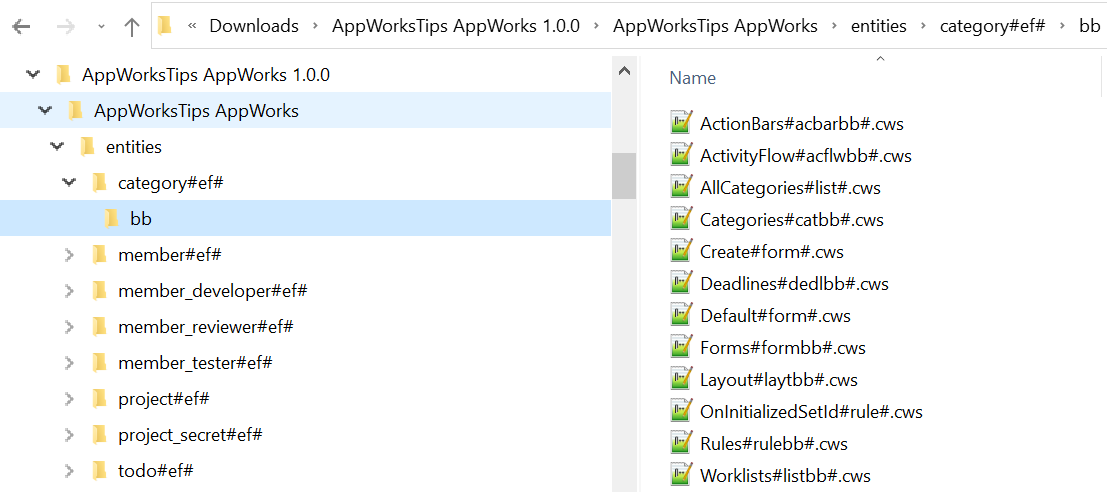 « Downloads > AppWorksTips AppWorks 1.0.0 > AppWorksTips AppWorks > entities > category#ef# > bb
AppWorksTips AppWorks 1.0.0
AppWorksTips AppWorks
entities
category#ef#
bb
member#ef#
member_developer#ef#
member_reviewer#ef#
member_tester#ef#
project#ef#
project_secret#ef#
todo#ef#
Name
ActionBars#acbarbb#.cws
ActivityFlow#acflwbb#.cws
AllCategories#list#.cws
Categories#catbb#.cws
Create#form#.cws
Deadlines#dedlbb#.cws
Default#form#.cws
Forms#formbb#.cws
Layout#laytbb#.cws
OnInitializedSetId#rule#.cws
Rules#rulebb#.cws
Worklists#listbb#.cws